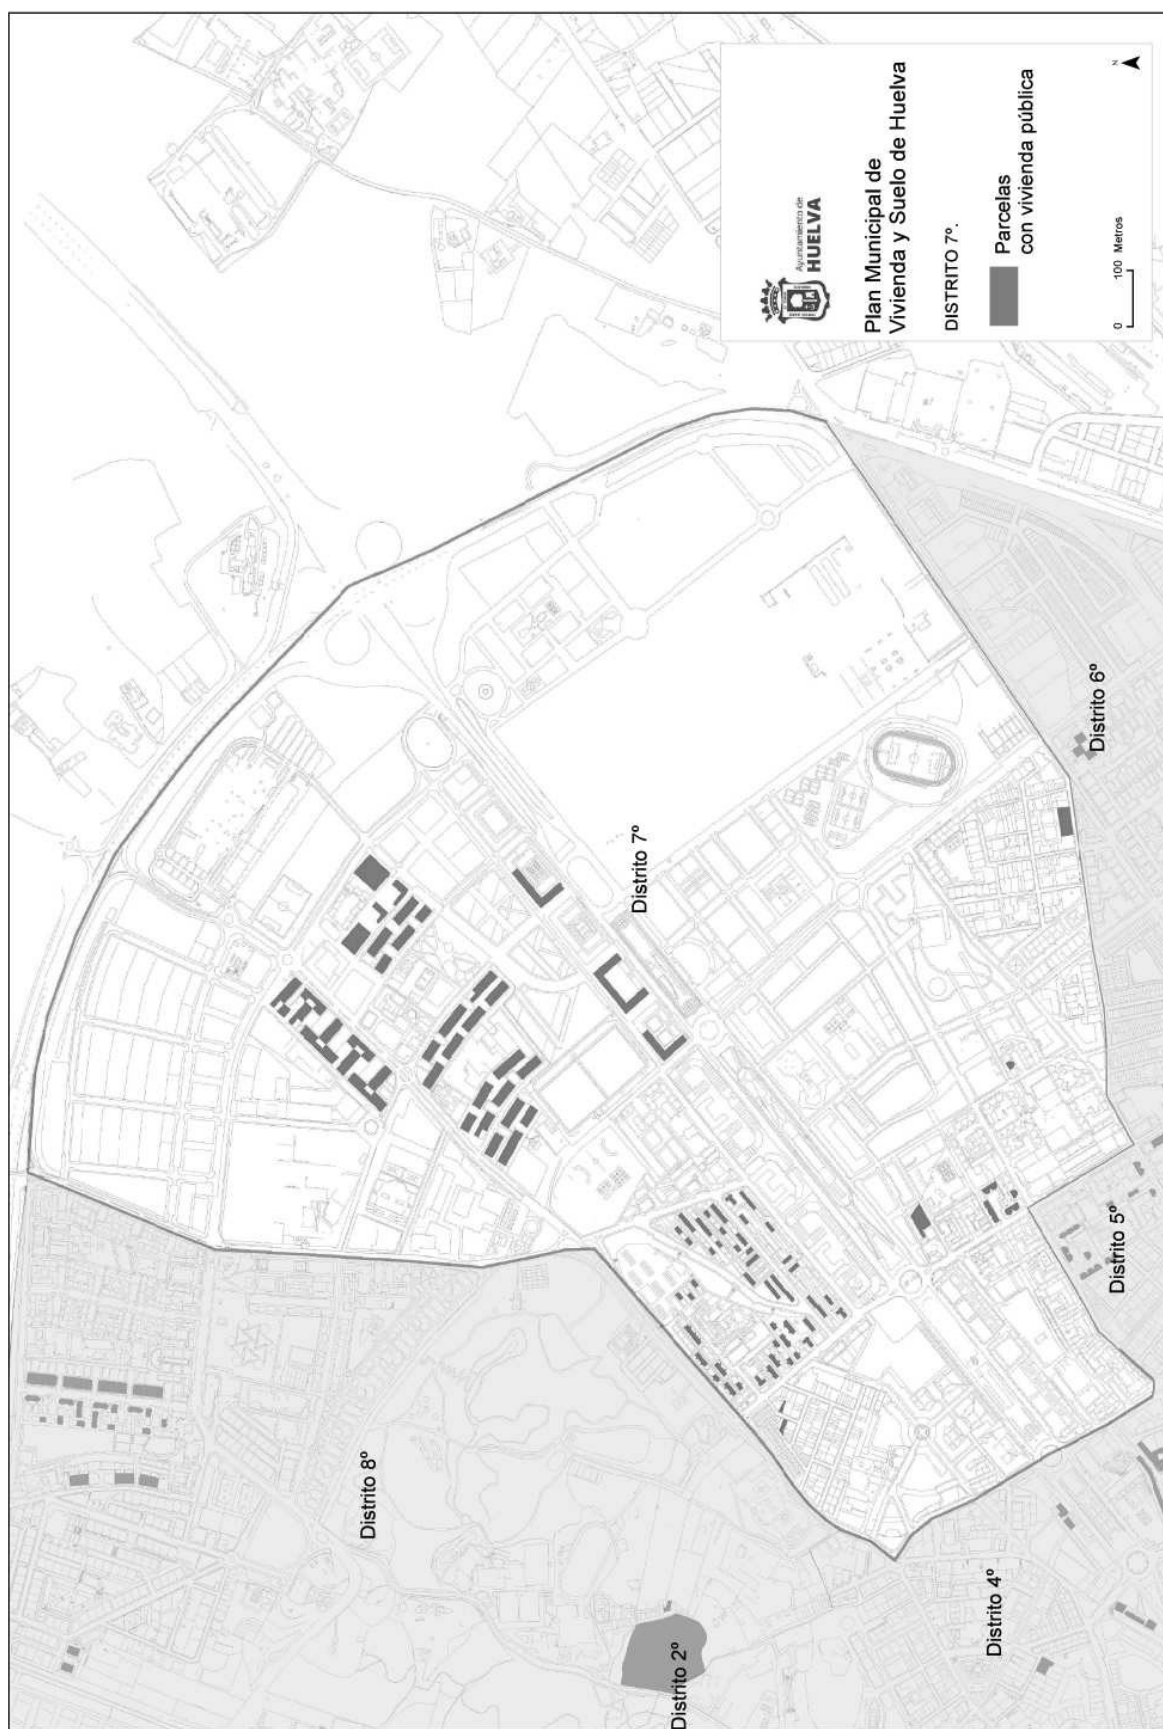 Ayuntamiento de
HUELVA
Plan Municipal de
Vivienda y Suelo de Huelva
DISTRITO 7º.
Parcelas
con vivienda pública
0 100 Metros
N
Distrito 8º
Distrito 2º
Distrito 7º
Distrito 4º
Distrito 6º
Distrito 5º